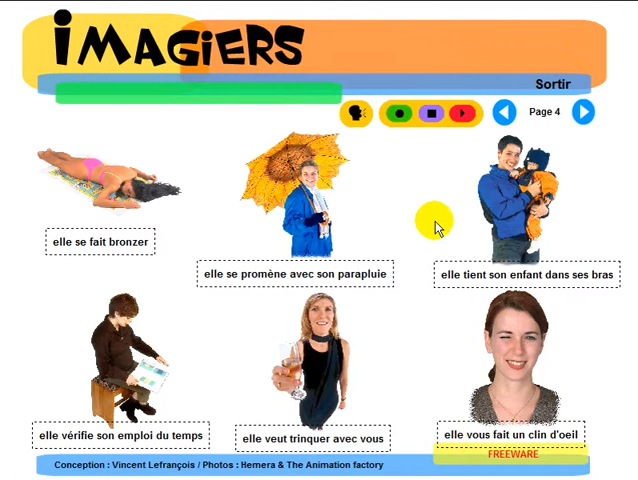 iMAGiERS
Sortir
Page 4
elle se fait bronzer
elle se promène avec son parapluie
elle tient son enfant dans ses bras
elle vérifie son emploi du temps
elle veut trinquer avec vous
elle vous fait un clin d'oeil
FREEWARE
Conception : Vincent Lefrançois / Photos : Hemera & The Animation factory